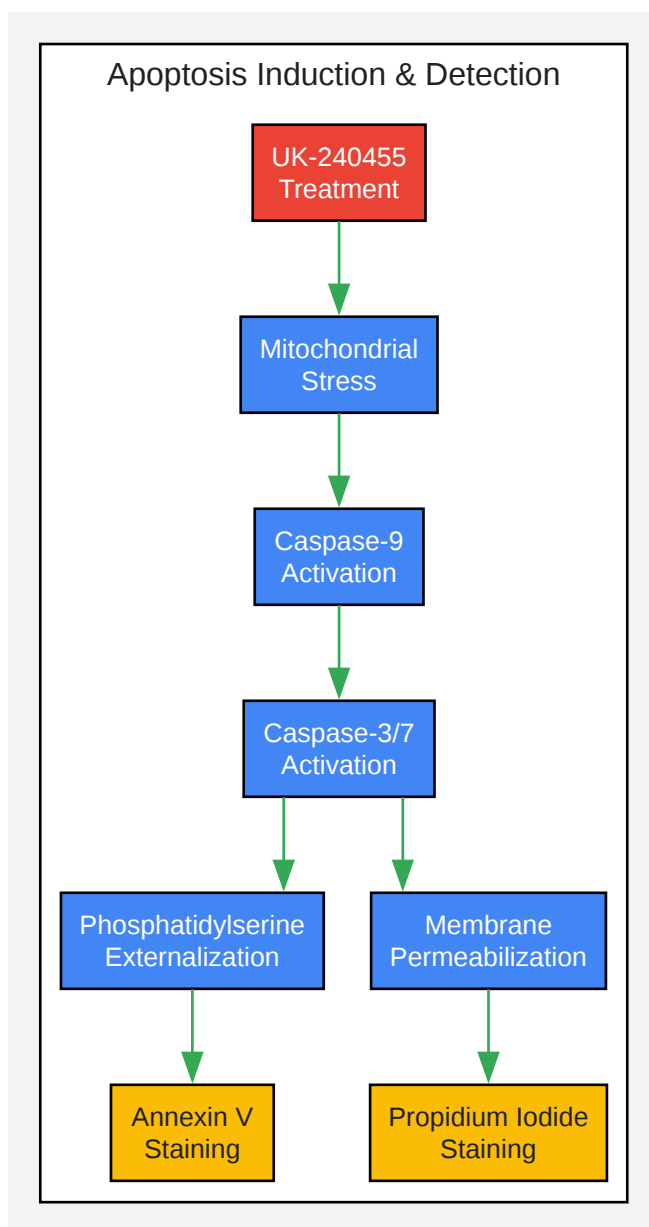 Apoptosis Induction & Detection
UK-240455
Treatment
Mitochondrial
Stress
Caspase-9
Activation
Caspase-3/7
Activation
Phosphatidylserine
Externalization
Membrane
Permeabilization
Annexin V
Staining
Propidium Iodide
Staining